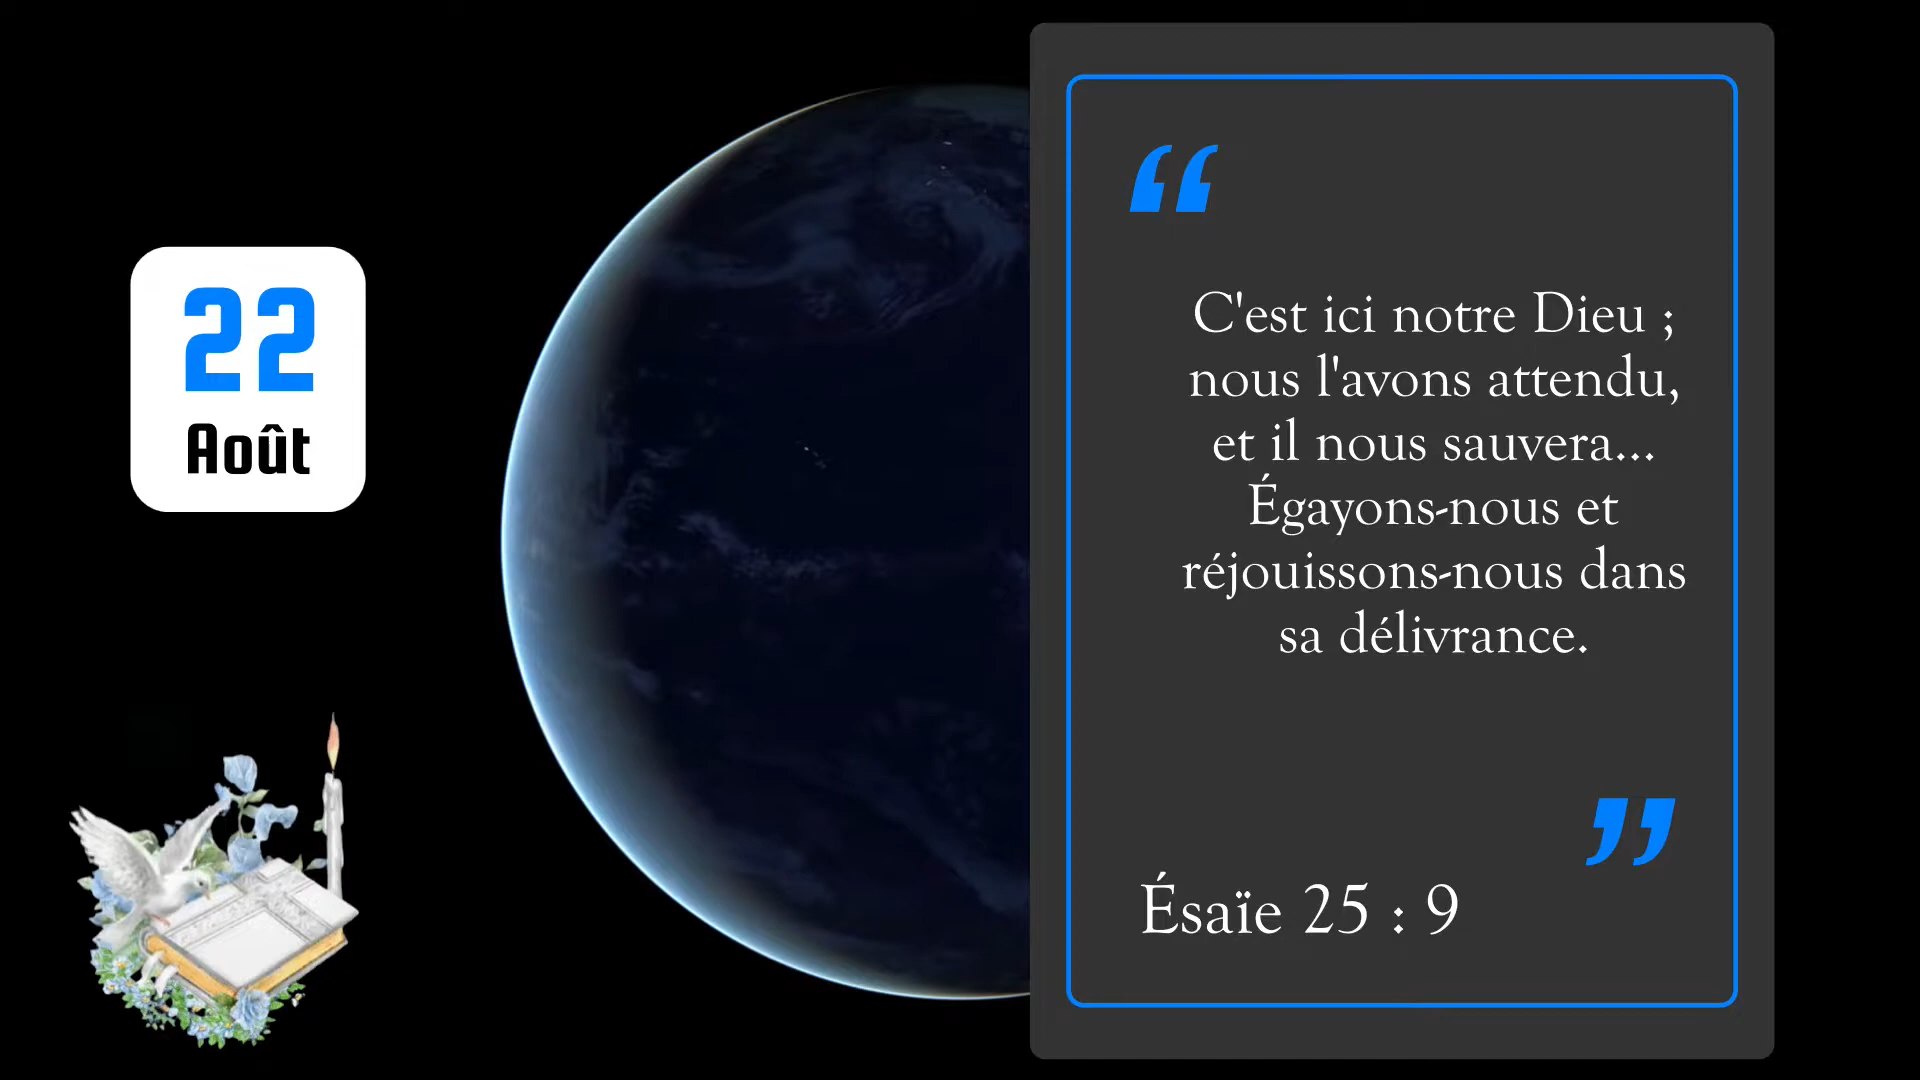 22
Août
“
C'est ici notre Dieu ;
nous l'avons attendu,
et il nous sauvera...
Égayons-nous et
réjouissons-nous dans
sa délivrance.
”
Ésaïe 25 : 9